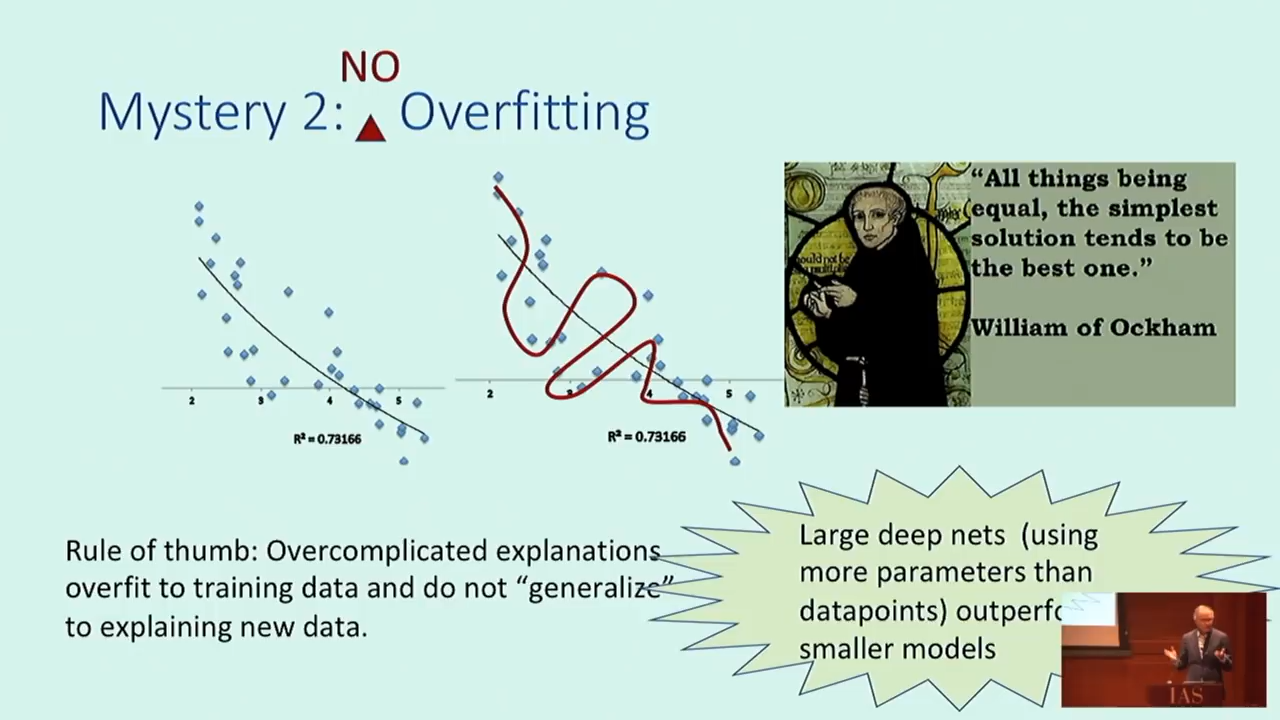 NO
Mystery 2: Overfitting
2 3 4 5
R² = 0.73166
2 3 4 5
R² = 0.73166
“All things being
equal, the simplest
solution tends to be
the best one.”
William of Ockham
Rule of thumb: Overcomplicated explanations
overfit to training data and do not “generalize”
to explaining new data.
Large deep nets (using
more parameters than
datapoints) outperfo
smaller models
IAS